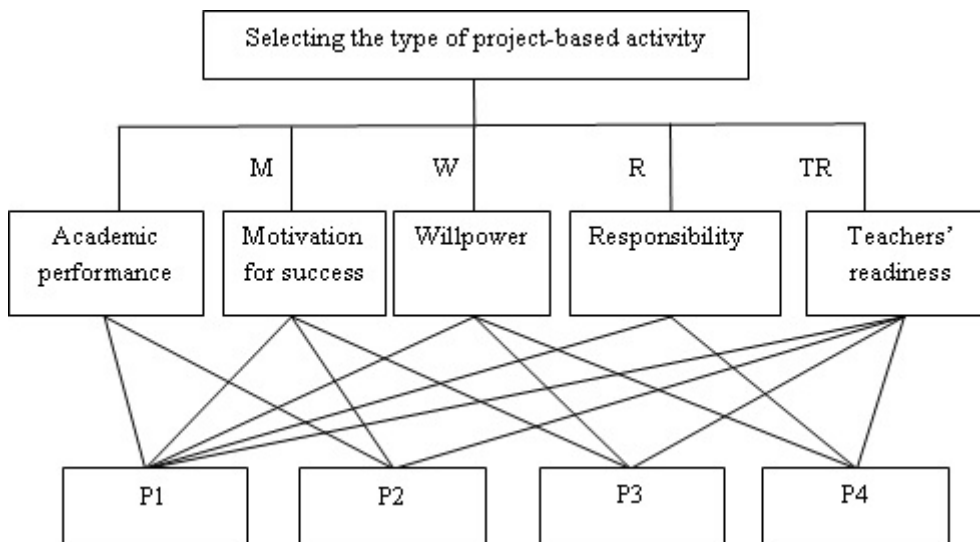 Selecting the type of project-based activity
M
W
R
TR
Academic
performance
Motivation
for success
Willpower
Responsibility
Teachers’
readiness
P1
P2
P3
P4